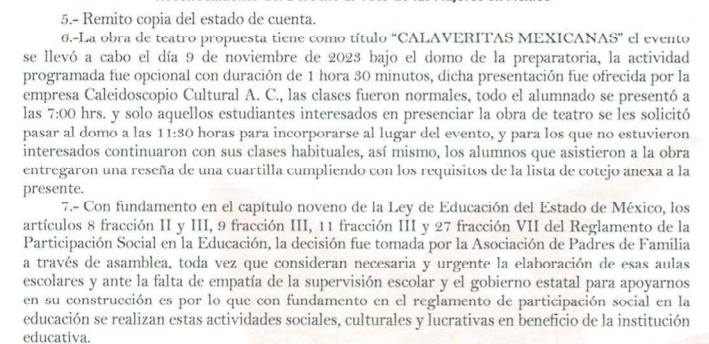 5.- Remito copia del estado de cuenta.
6.-La obra de teatro propuesta tiene como título “CALAVERITAS MEXICANAS” el evento
se llevó a cabo el día 9 de noviembre de 2023 bajo el domo de la preparatoria, la actividad
programada fue opcional con duración de 1 hora 30 minutos, dicha presentación fue ofrecida por la
empresa Caleidoscopio Cultural A. C., las clases fueron normales, todo el alumnado se presentó a
las 7:00 hrs. y solo aquellos estudiantes interesados en presenciar la obra de teatro se les solicitó
pasar al domo a las 11:30 horas para incorporarse al lugar del evento, y para los que no estuvieron
interesados continuaron con sus clases habituales, así mismo, los alumnos que asistieron a la obra
entregaron una reseña de una cuartilla cumpliendo con los requisitos de la lista de cotejo anexa a la
presente.
7.- Con fundamento en el capítulo noveno de la Ley de Educación del Estado de México, los
artículos 8 fracción II y III, 9 fracción III, 11 fracción III y 27 fracción VII del Reglamento de la
Participación Social en la Educación, la decisión fue tomada por la Asociación de Padres de Familia
a través de asamblea, toda vez que consideran necesaria y urgente la elaboración de esas aulas
escolares y ante la falta de empatía de la supervisión escolar y el gobierno estatal para apoyarnos
en su construcción es por lo que con fundamento en el reglamento de participación social en la
educación se realizan estas actividades sociales, culturales y lucrativas en beneficio de la institución
educativa.